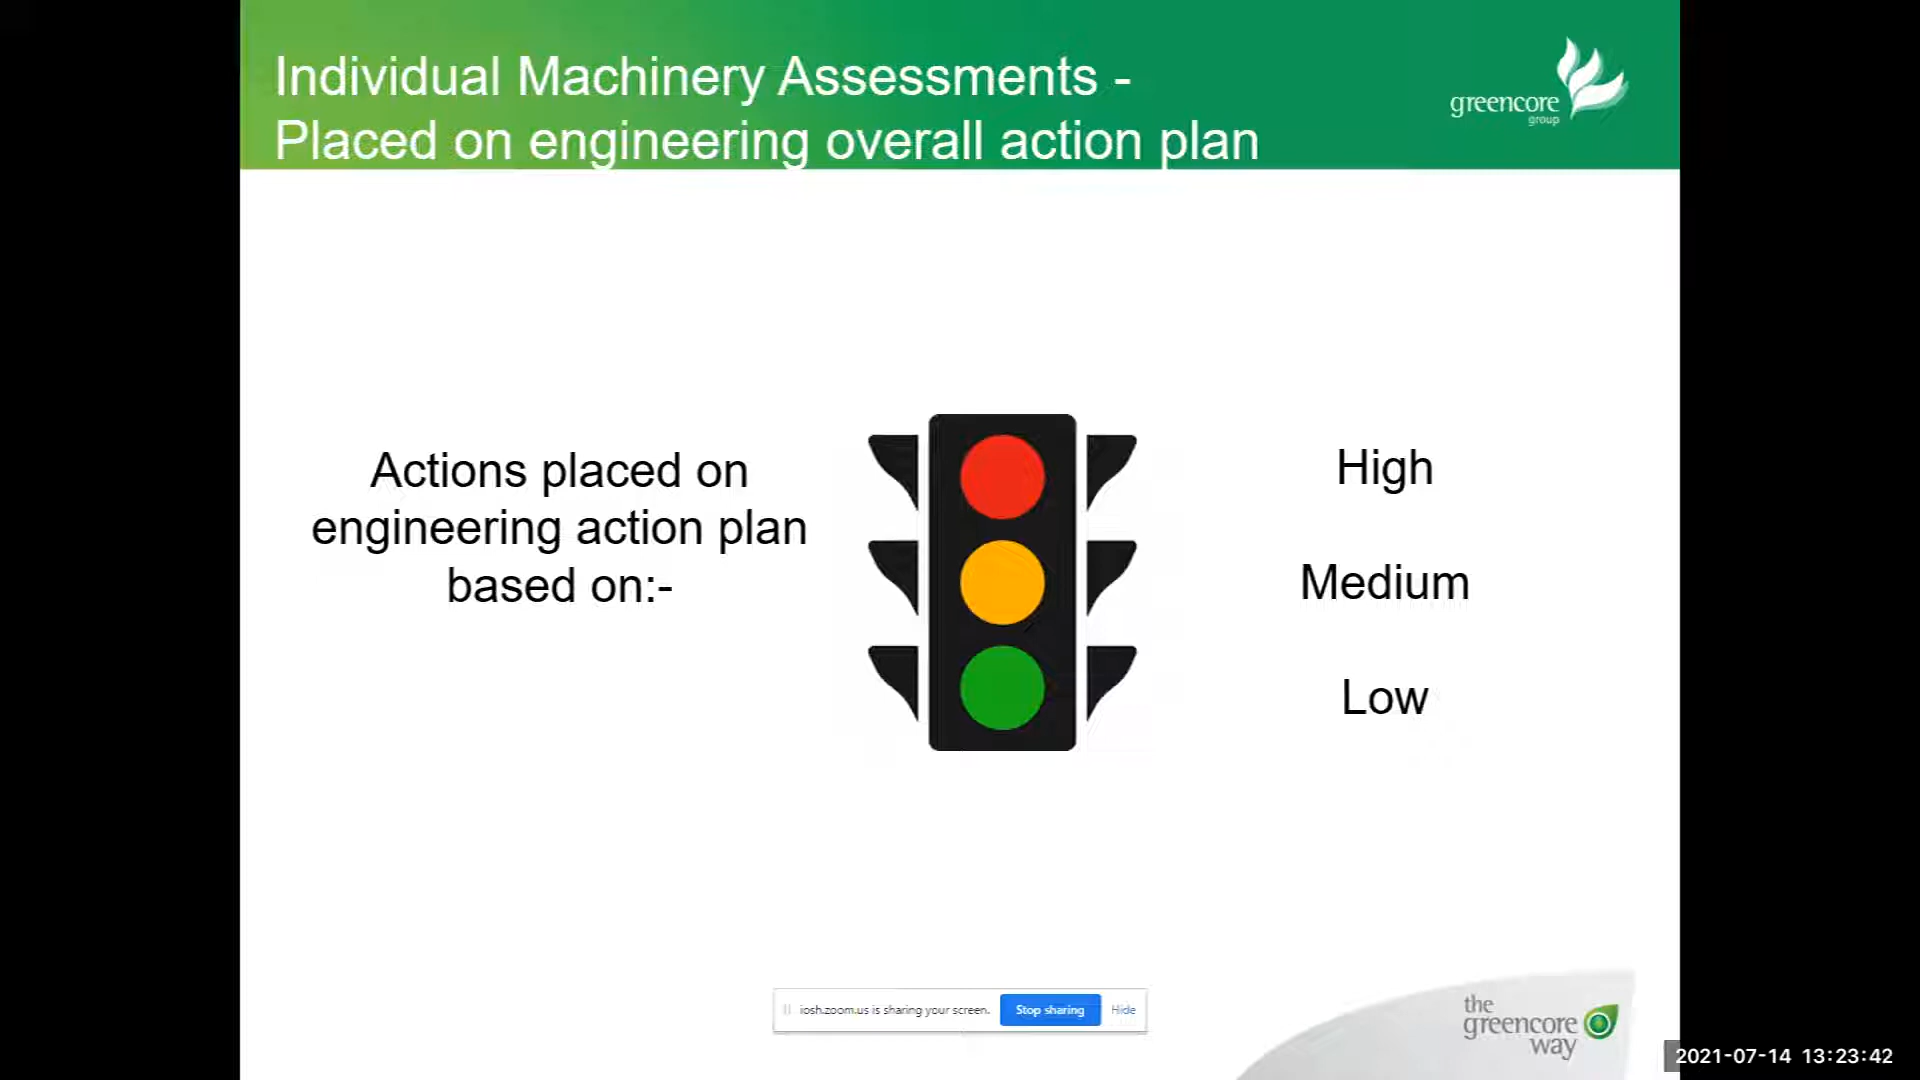 Individual Machinery Assessments -
Placed on engineering overall action plan
greencore
group
Actions placed on
engineering action plan
based on:-
High
Medium
Low
iosh.zoom.us is sharing your screen.
Stop sharing
Hide
the
greencore
way
2021-07-14 13:23:42